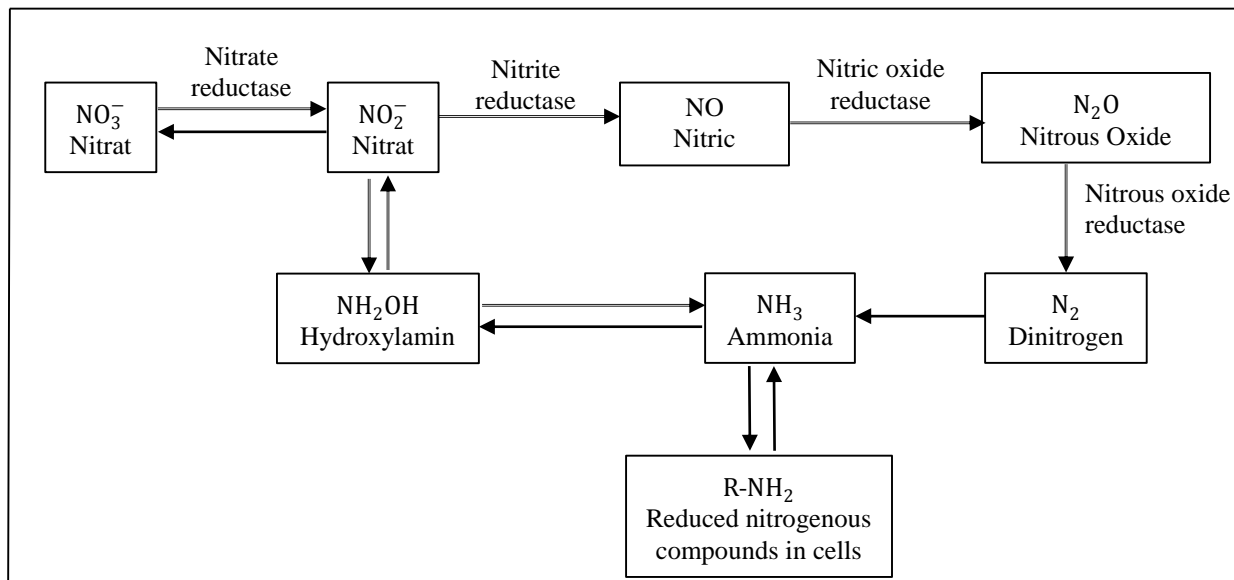 Nitrate
reductase
Nitrite
reductase
Nitric oxide
reductase
NO₃⁻
Nitrat
NO₂⁻
Nitrat
NO
Nitric
N₂O
Nitrous Oxide
Nitrous oxide
reductase
NH₂OH
Hydroxylamin
NH₃
Ammonia
N₂
Dinitrogen
R-NH₂
Reduced nitrogenous
compounds in cells